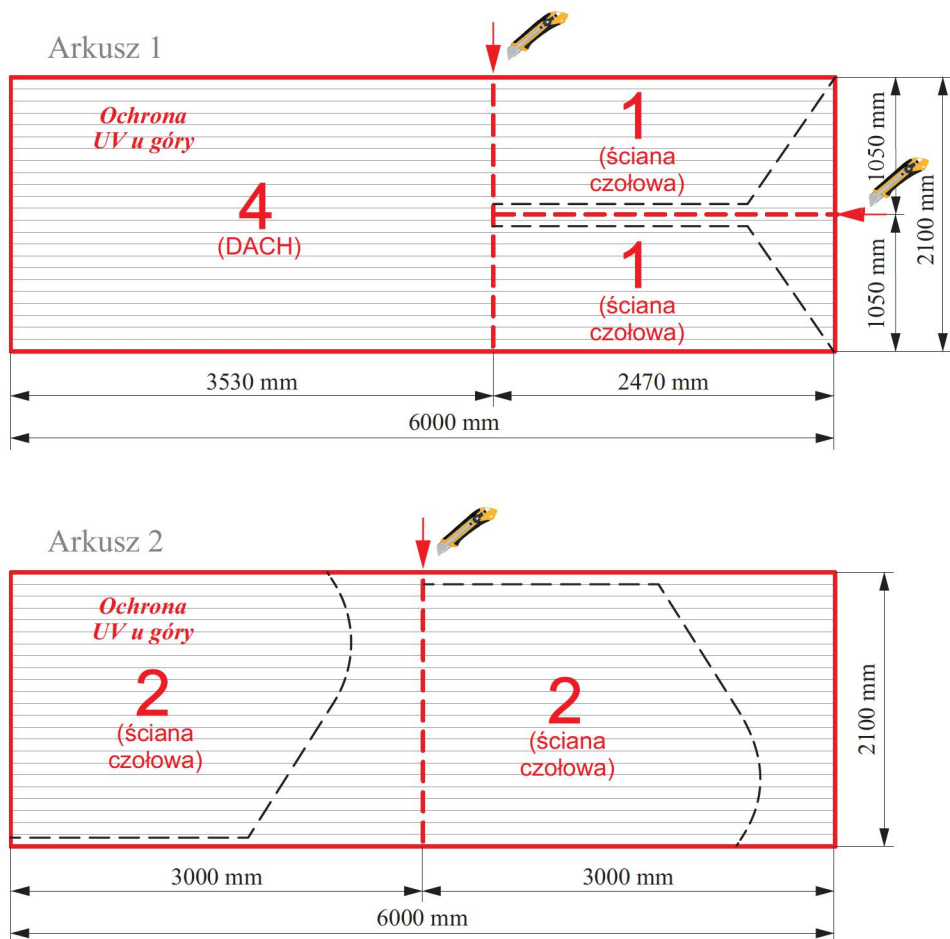 Arkusz 1
Ochrona
UV u góry
4
(DACH)
1
(ściana
czołowa)
1
(ściana
czołowa)
1050 mm
1050 mm
2100 mm
3530 mm
2470 mm
6000 mm
Arkusz 2
Ochrona
UV u góry
2
(ściana
czołowa)
2
(ściana
czołowa)
2100 mm
3000 mm
3000 mm
6000 mm